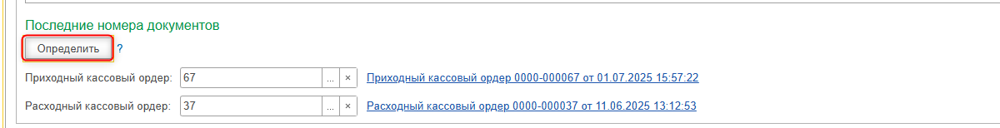 Последние номера документов
Определить ?
Приходный кассовый ордер: 67 ... × Приходный кассовый ордер 0000-000067 от 01.07.2025 15:57:22
Расходный кассовый ордер: 37 ... × Расходный кассовый ордер 0000-000037 от 11.06.2025 13:12:53